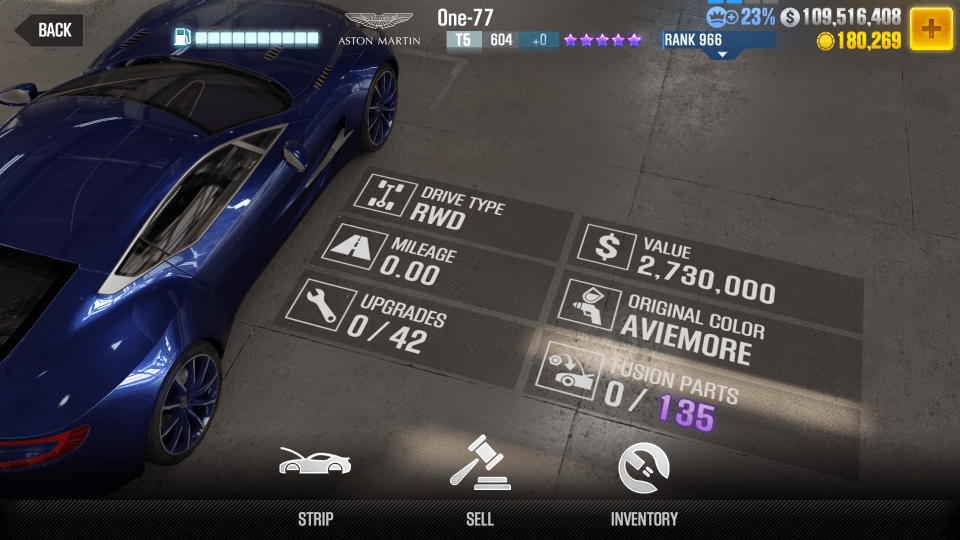 BACK
ASTON MARTIN
One-77
T5 604 +0
RANK 966
23%
$ 109,516,408
180,269
DRIVE TYPE
RWD
MILEAGE
0.00
UPGRADES
0 / 42
$ VALUE
2,730,000
ORIGINAL COLOR
AVIEMORE
FUSION PARTS
0 / 135
STRIP
SELL
INVENTORY